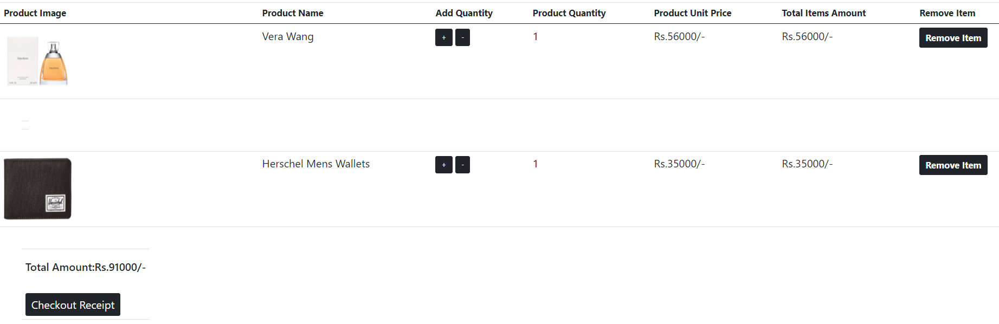 Product Image Product Name Add Quantity Product Quantity Product Unit Price Total Items Amount Remove Item
Vera Wang + - 1 Rs.56000/- Rs.56000/- Remove Item
Herschel Mens Wallets + - 1 Rs.35000/- Rs.35000/- Remove Item
Herschel
Total Amount:Rs.91000/-
Checkout Receipt